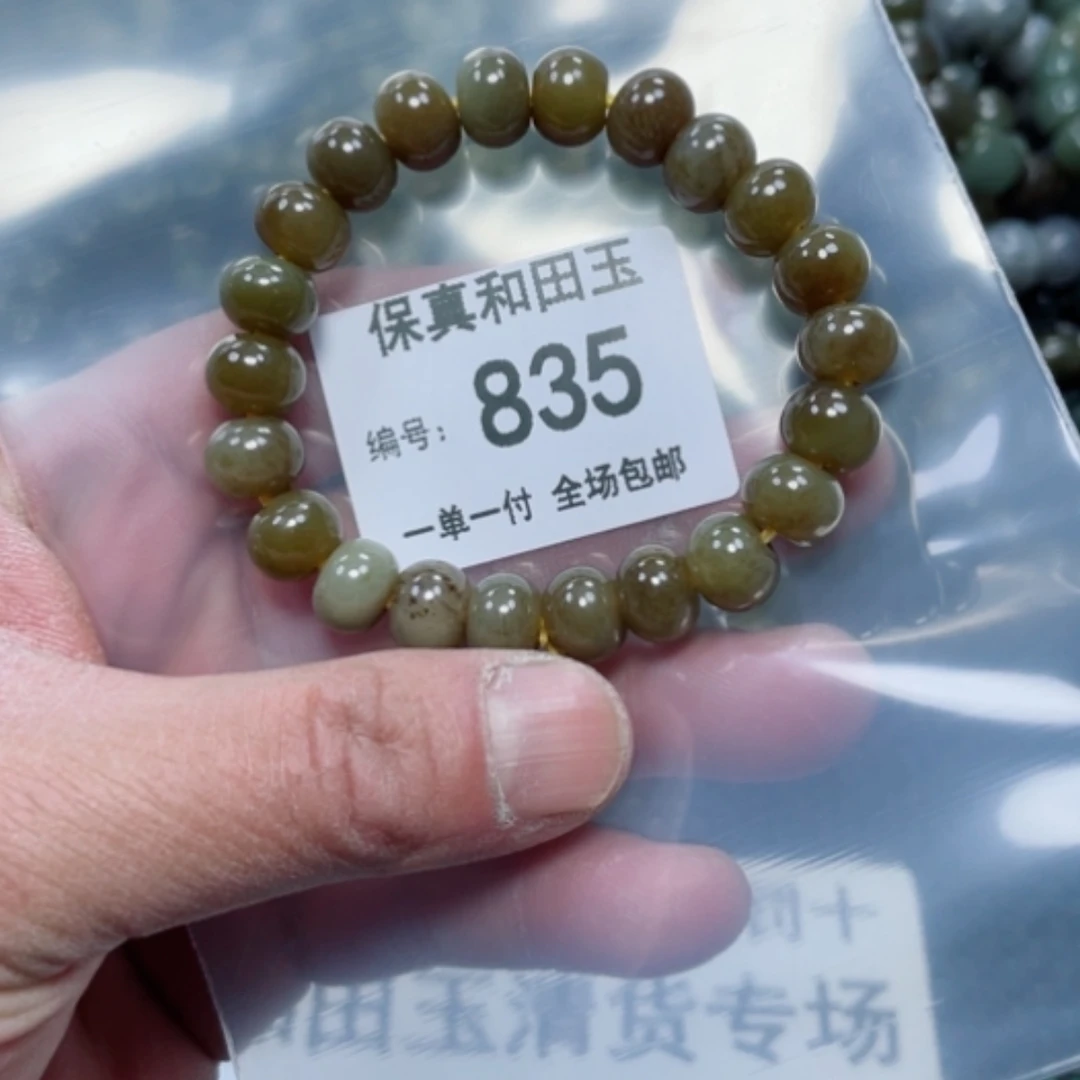 保真和田玉
编号：835
一单一付 全场包邮
田玉清货专场